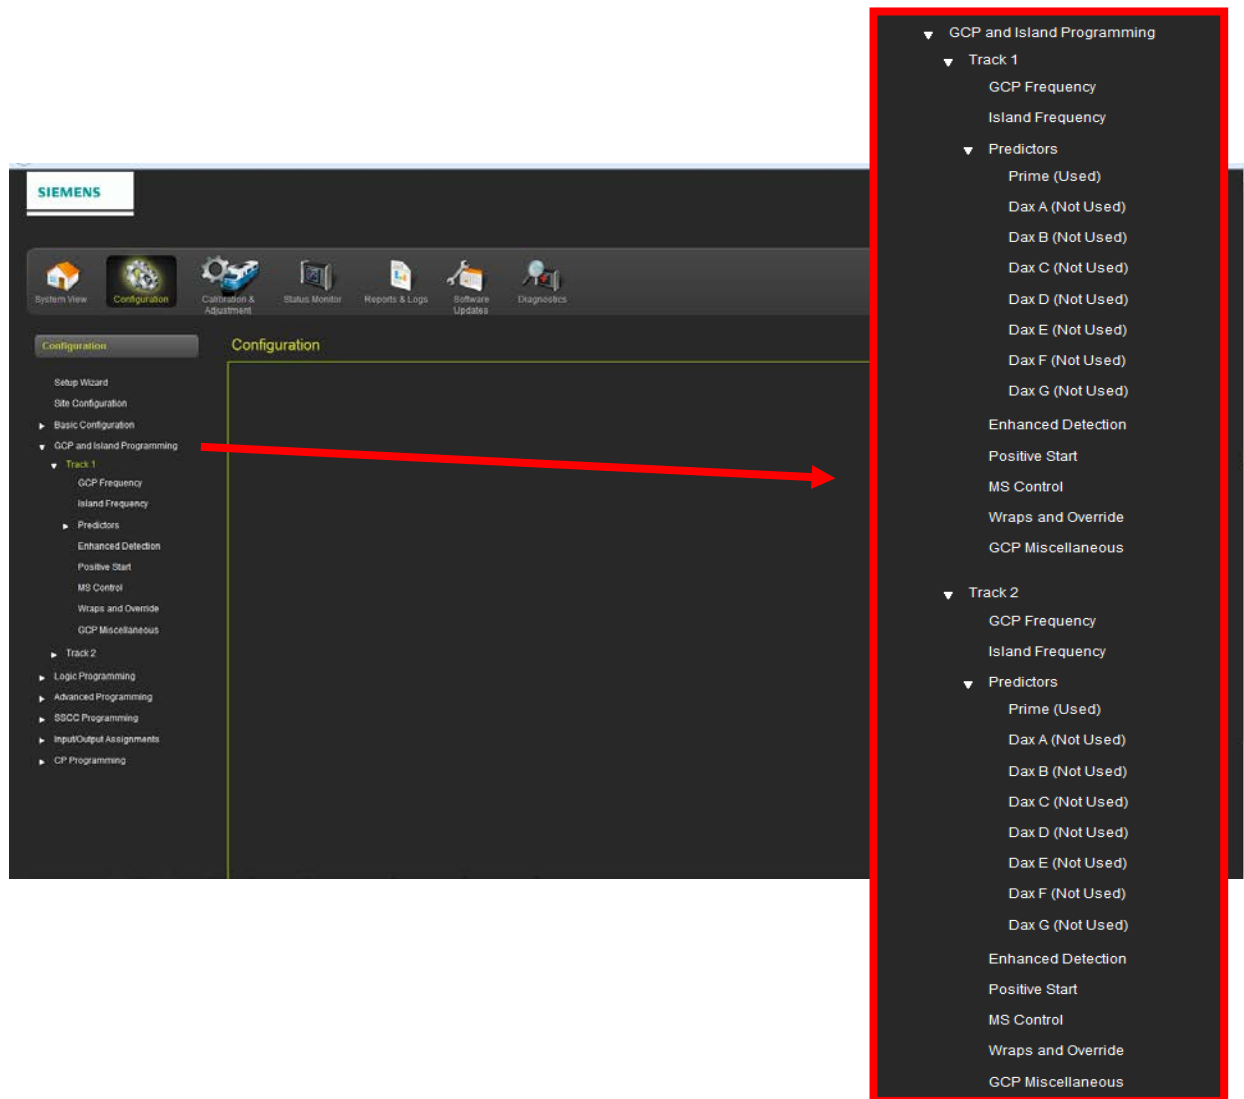 SIEMENS
System View
Configuration
Calibration &
Adjustment
Status Monitor
Reports & Logs
Software
Updates
Diagnostics
Configuration
Setup Wizard
Site Configuration
Basic Configuration
GCP and Island Programming
Track 1
GCP Frequency
Island Frequency
Predictors
Enhanced Detection
Positive Start
MS Control
Wraps and Override
GCP Miscellaneous
Track 2
Logic Programming
Advanced Programming
SSCC Programming
Input/Output Assignments
CP Programming
Configuration
GCP and Island Programming
Track 1
GCP Frequency
Island Frequency
Predictors
Prime (Used)
Dax A (Not Used)
Dax B (Not Used)
Dax C (Not Used)
Dax D (Not Used)
Dax E (Not Used)
Dax F (Not Used)
Dax G (Not Used)
Enhanced Detection
Positive Start
MS Control
Wraps and Override
GCP Miscellaneous
Track 2
GCP Frequency
Island Frequency
Predictors
Prime (Used)
Dax A (Not Used)
Dax B (Not Used)
Dax C (Not Used)
Dax D (Not Used)
Dax E (Not Used)
Dax F (Not Used)
Dax G (Not Used)
Enhanced Detection
Positive Start
MS Control
Wraps and Override
GCP Miscellaneous